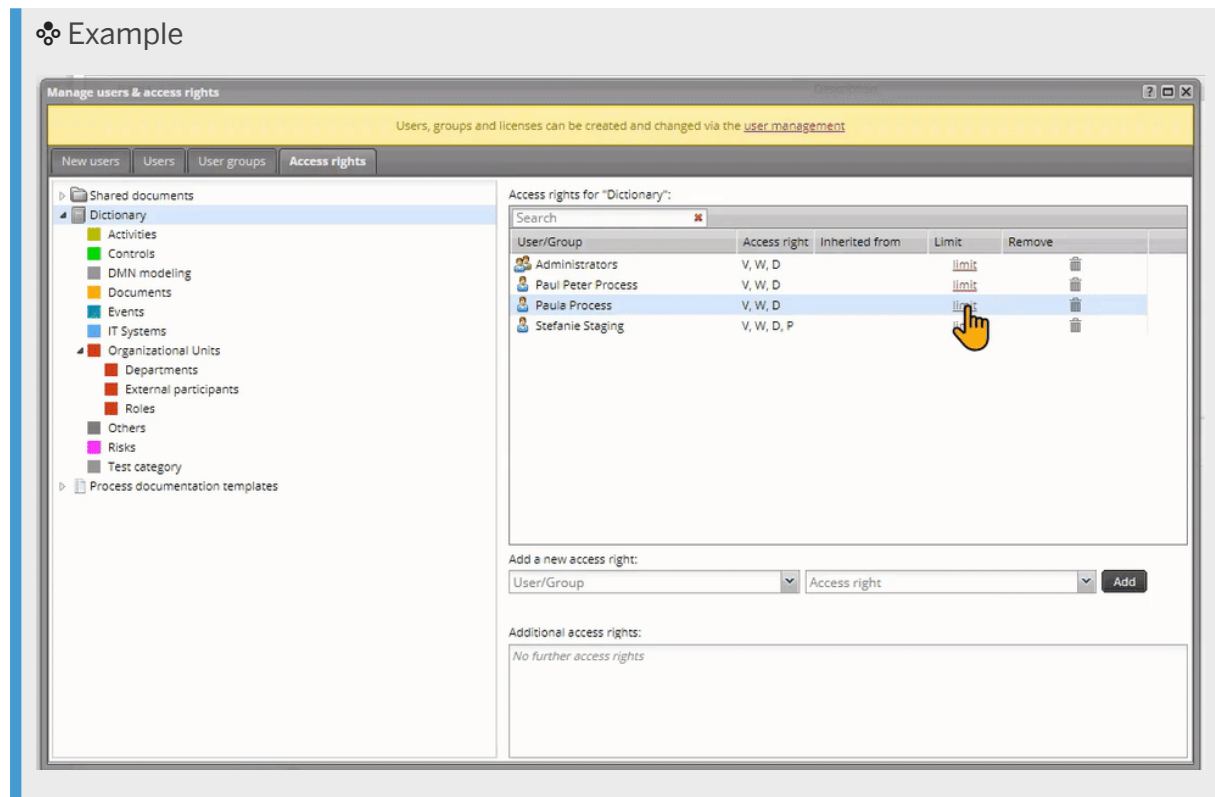 Example
Manage users & access rights
Description
Users, groups and licenses can be created and changed via the user management
New users Users User groups Access rights
Shared documents
Dictionary
Activities
Controls
DMN modeling
Documents
Events
IT Systems
Organizational Units
Departments
External participants
Roles
Others
Risks
Test category
Process documentation templates
Access rights for "Dictionary":
Search
User/Group Access right Inherited from Limit Remove
Administrators V, W, D limit
Paul Peter Process V, W, D limit
Paula Process V, W, D limit
Stefanie Staging V, W, D, P
Add a new access right:
User/Group Access right Add
Additional access rights:
No further access rights